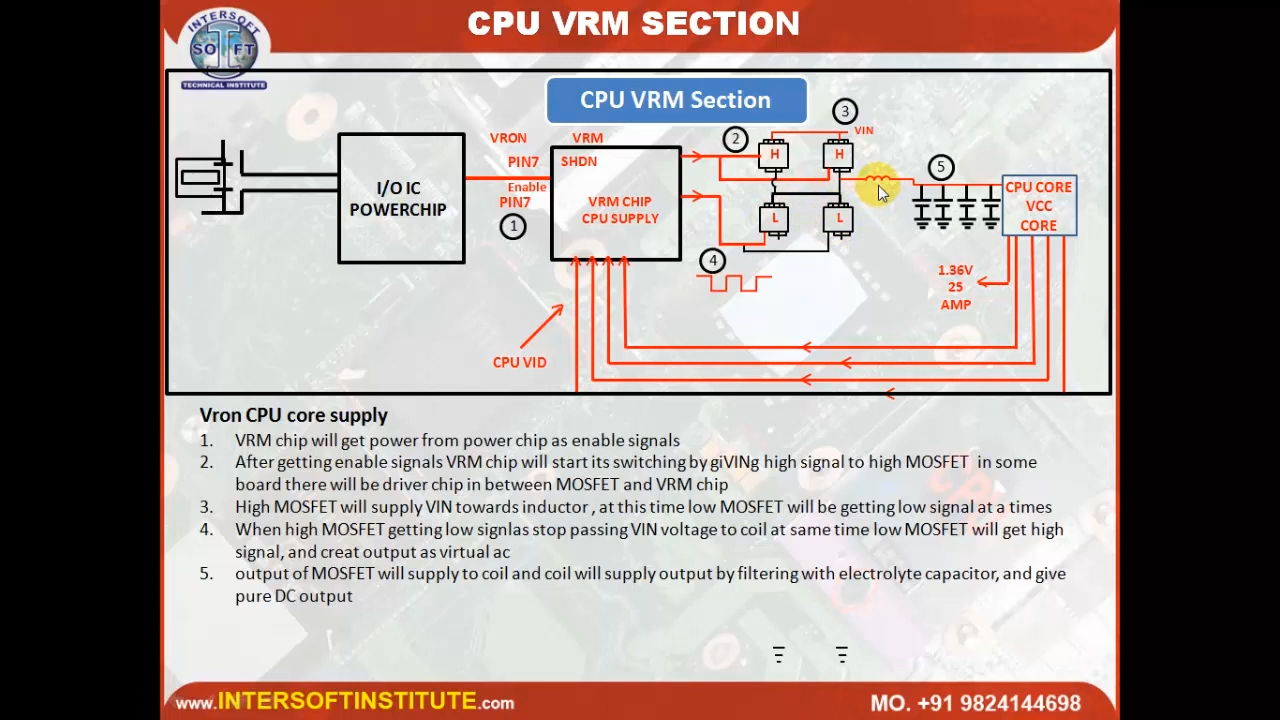 CPU VRM SECTION
INTERSOFT
SOFT
TECHNICAL INSTITUTE
CPU VRM Section
3
VRON
VRM
2
VIN
PIN7
SHDN
H
H
5
I/O IC
POWERCHIP
Enable
PIN7
VRM CHIP
CPU SUPPLY
CPU CORE
VCC
CORE
1
L
L
4
1.36V
25
AMP
CPU VID
Vron CPU core supply
1. VRM chip will get power from power chip as enable signals
2. After getting enable signals VRM chip will start its switching by giVINg high signal to high MOSFET in some
board there will be driver chip in between MOSFET and VRM chip
3. High MOSFET will supply VIN towards inductor , at this time low MOSFET will be getting low signal at a times
4. When high MOSFET getting low signlas stop passing VIN voltage to coil at same time low MOSFET will get high
signal, and creat output as virtual ac
5. output of MOSFET will supply to coil and coil will supply output by filtering with electrolyte capacitor, and give
pure DC output
www.INTERSOFTINSTITUTE.com
MO. +91 9824144698